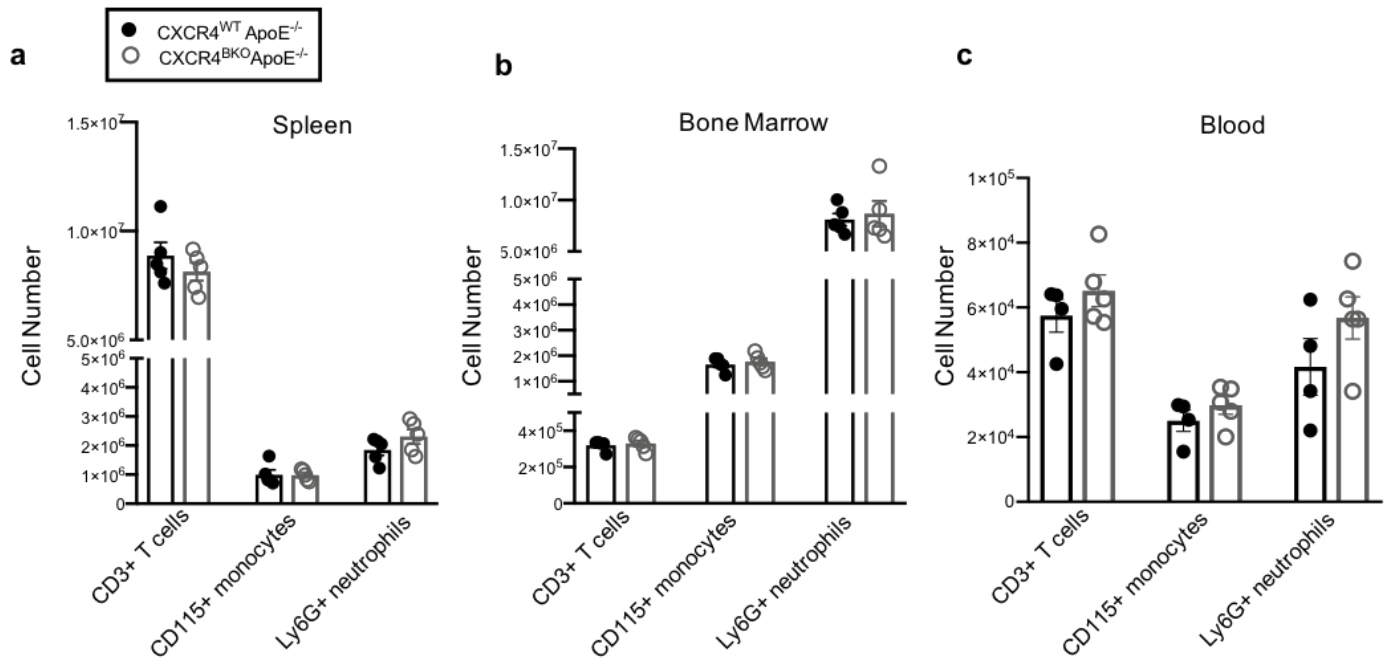 CXCR4WT ApoE-/-
CXCR4BKOApoE-/-
a
Spleen
Cell Number
1.5×10⁷
1.0×10⁷
5.0×10⁶
5×10⁶
4×10⁶
3×10⁶
2×10⁶
1×10⁶
0
CD3+ T cells
CD115+ monocytes
Ly6G+ neutrophils
b
Bone Marrow
Cell Number
1.5×10⁷
1.0×10⁷
5.0×10⁶
5×10⁶
4×10⁶
3×10⁶
2×10⁶
1×10⁶
4×10⁵
2×10⁵
0
CD3+ T cells
CD115+ monocytes
Ly6G+ neutrophils
c
Blood
Cell Number
1×10⁵
8×10⁴
6×10⁴
4×10⁴
2×10⁴
0
CD3+ T cells
CD115+ monocytes
Ly6G+ neutrophils